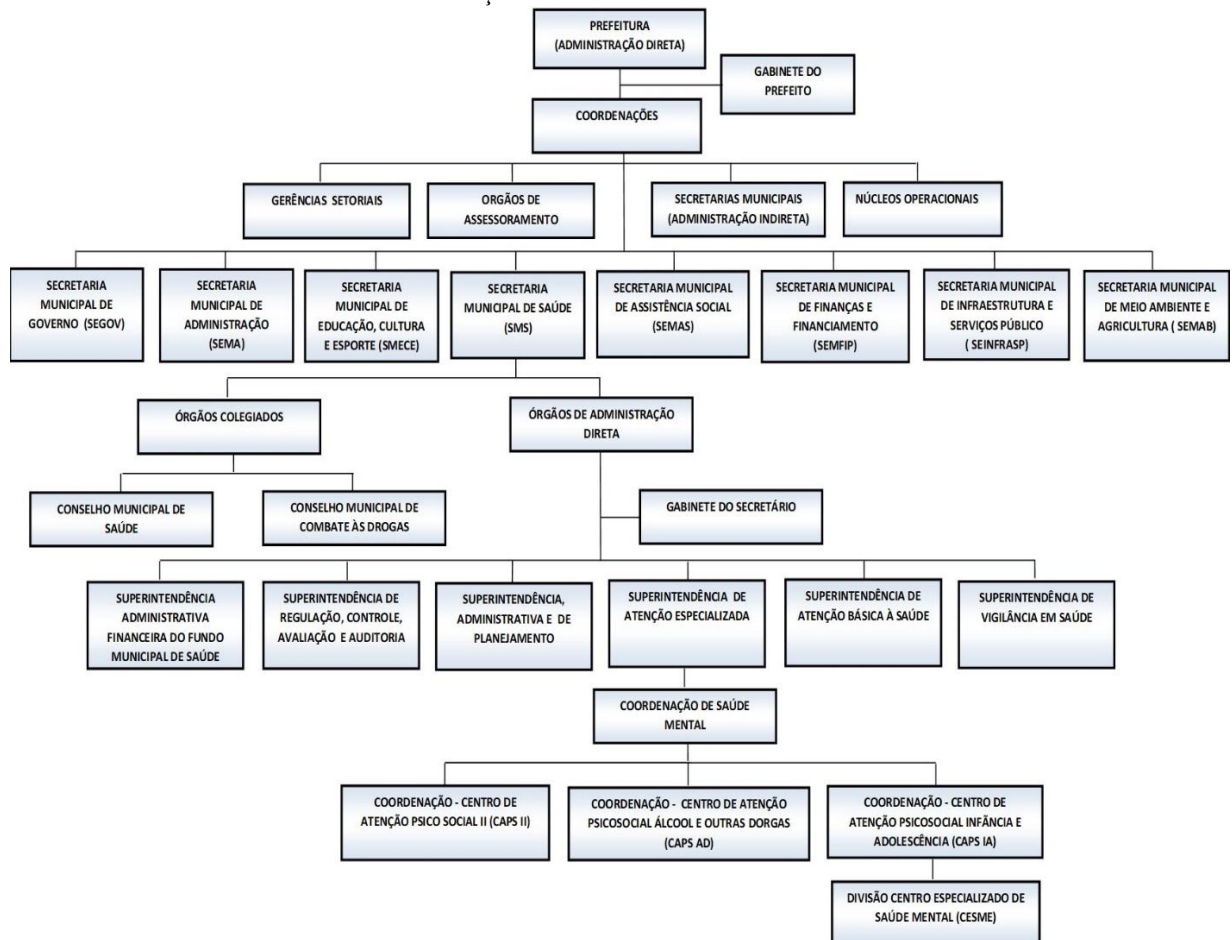 PREFEITURA
(ADMINISTRAÇÃO DIRETA)
GABINETE DO
PREFEITO
COORDENAÇÕES
GERÊNCIAS SETORIAIS
ORGÃOS DE
ASSESSORAMENTO
SECRETARIAS MUNICIPAIS
(ADMINISTRAÇÃO INDIRETA)
NÚCLEOS OPERACIONAIS
SECRETARIA
MUNICIPAL DE
GOVERNO (SEGOV)
SECRETARIA
MUNICIPAL DE
ADMINISTRAÇÃO
(SEMA)
SECRETARIA
MUNICIPAL DE
EDUCAÇÃO, CULTURA
E ESPORTE (SMECE)
SECRETARIA
MUNICIPAL DE SAÚDE
(SMS)
SECRETARIA MUNICIPAL
DE ASSISTÊNCIA SOCIAL
(SEMAS)
SECRETARIA MUNICIPAL
DE FINANÇAS E
FINANCIAMENTO
(SEMFIP)
SECRETARIA MUNICIPAL
DE INFRAESTRUTURA E
SERVIÇOS PÚBLICO
( SEINFRASP)
SECRETARIA MUNICIPAL
DE MEIO AMBIENTE E
AGRICULTURA ( SEMAB)
ÓRGÃOS COLEGIADOS
ÓRGÃOS DE ADMINISTRAÇÃO
DIRETA
CONSELHO MUNICIPAL DE
SAÚDE
CONSELHO MUNICIPAL DE
COMBATE ÀS DROGAS
GABINETE DO SECRETÁRIO
SUPERINTENDÊNCIA
ADMINISTRATIVA
FINANCEIRA DO FUNDO
MUNICIPAL DE SAÚDE
SUPERINTENDÊNCIA DE
REGULAÇÃO, CONTROLE,
AVALIAÇÃO E AUDITORIA
SUPERINTENDÊNCIA,
ADMINISTRATIVA E DE
PLANEJAMENTO
SUPERINTENDÊNCIA DE
ATENÇÃO ESPECIALIZADA
SUPERINTENDÊNCIA DE
ATENÇÃO BÁSICA À SAÚDE
SUPERINTENDÊNCIA DE
VIGILÂNCIA EM SAÚDE
COORDENAÇÃO DE SAÚDE
MENTAL
COORDENAÇÃO - CENTRO DE
ATENÇÃO PSICO SOCIAL II (CAPS II)
COORDENAÇÃO - CENTRO DE ATENÇÃO
PSICOSOCIAL ÁLCOOL E OUTRAS DORGAS
(CAPS AD)
COORDENAÇÃO - CENTRO DE
ATENÇÃO PSICOSOCIAL INFÃNCIA E
ADOLESCÊNCIA (CAPS IA)
DIVISÃO CENTRO ESPECIALIZADO DE
SAÚDE MENTAL (CESME)